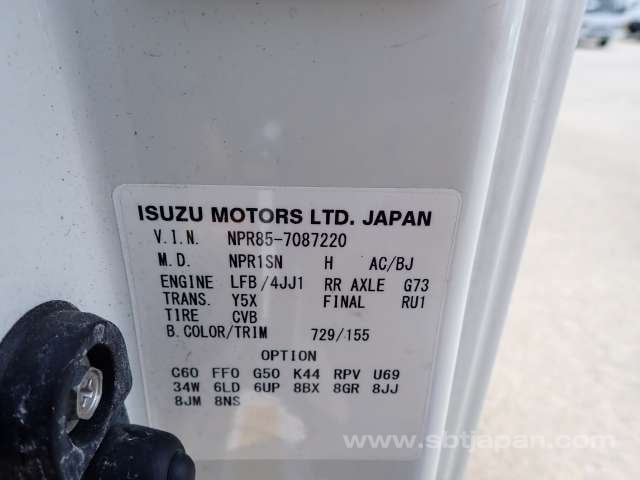 ISUZU MOTORS LTD. JAPAN
V.I.N. NPR85-7087220
M.D. NPR1SN H AC/BJ
ENGINE LFB/4JJ1 RR AXLE G73
TRANS. Y5X FINAL RU1
TIRE CVB
B.COLOR/TRIM 729/155
OPTION
C60 FF0 G50 K44 RPV U69
34W 6LD 6UP 8BX 8GR 8JJ
8JM 8NS
www.sbtjapan.com